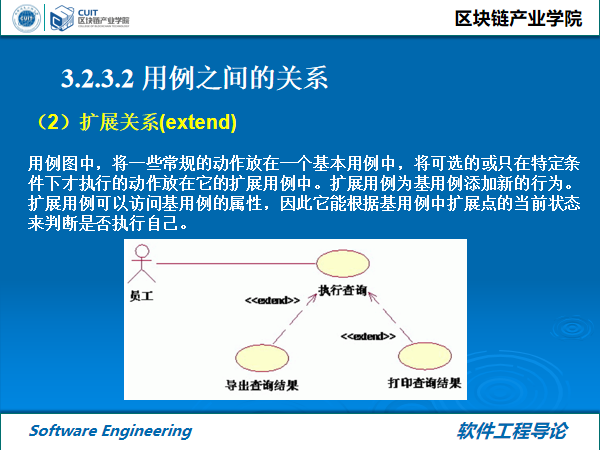 CUIT
区块链产业学院
区块链产业学院
3.2.3.2 用例之间的关系
（2）扩展关系(extend)
用例图中，将一些常规的动作放在一个基本用例中，将可选的或只在特定条
件下才执行的动作放在它的扩展用例中。扩展用例为基用例添加新的行为。
扩展用例可以访问基用例的属性，因此它能根据基用例中扩展点的当前状态
来判断是否执行自己。
员工
执行查询
<<extend>>
<<extend>>
导出查询结果
打印查询结果
Software Engineering
软件工程导论